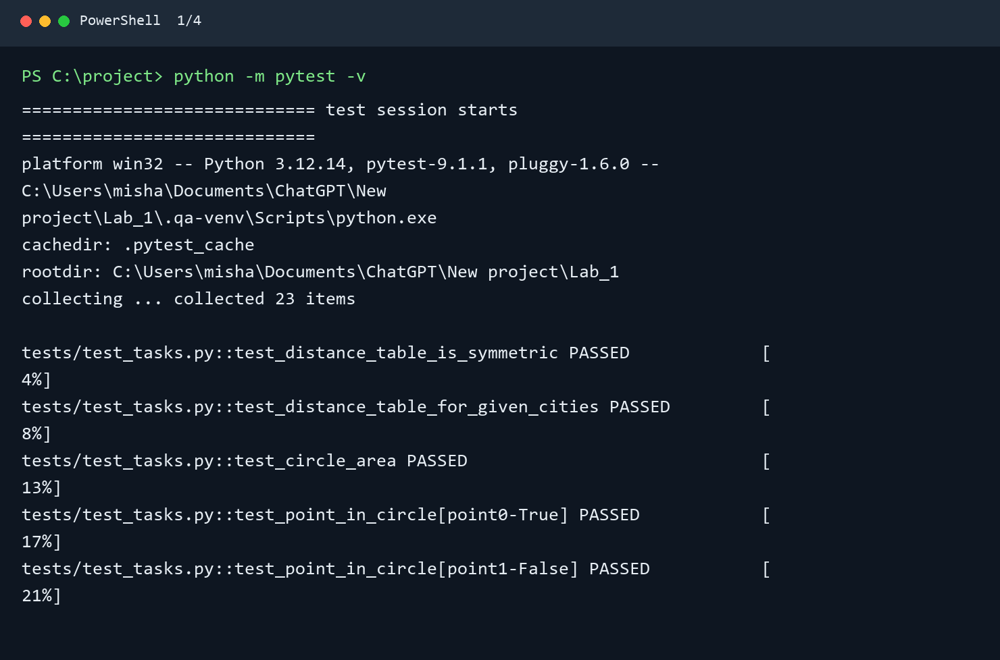 PowerShell 1/4
PS C:\project> python -m pytest -v
============================= test session starts
=============================
platform win32 -- Python 3.12.14, pytest-9.1.1, pluggy-1.6.0 --
C:\Users\misha\Documents\ChatGPT\New
project\Lab_1\.qa-venv\Scripts\python.exe
cachedir: .pytest_cache
rootdir: C:\Users\misha\Documents\ChatGPT\New project\Lab_1
collecting ... collected 23 items
tests/test_tasks.py::test_distance_table_is_symmetric PASSED             [
4%]
tests/test_tasks.py::test_distance_table_for_given_cities PASSED         [
8%]
tests/test_tasks.py::test_circle_area PASSED                             [
13%]
tests/test_tasks.py::test_point_in_circle[point0-True] PASSED            [
17%]
tests/test_tasks.py::test_point_in_circle[point1-False] PASSED           [
21%]